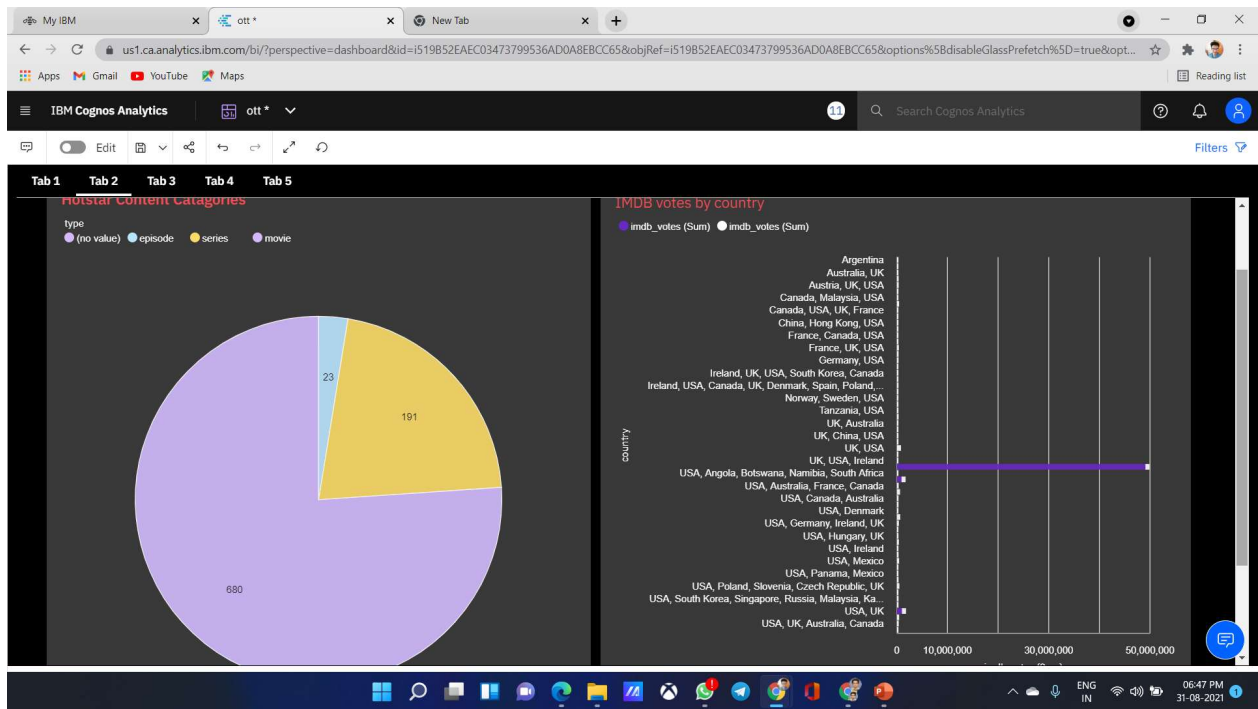 My IBM
ott *
New Tab
us1.ca.analytics.ibm.com/bi/?perspective=dashboard&id=i519B52EAEC03473799536AD0A8EBCC65&objRef=i519B52EAEC03473799536AD0A8EBCC65&options%5BdisableGlassPrefetch%5D=true&opt...
Apps Gmail YouTube Maps Reading list
IBM Cognos Analytics ott * 11 Search Cognos Analytics
Edit Filters
Tab 1 Tab 2 Tab 3 Tab 4 Tab 5
Hotstar Content Catagories
type
(no value) episode series movie
23
191
680
IMDB votes by country
imdb_votes (Sum) imdb_votes (Sum)
country
Argentina
Australia, UK
Austria, UK, USA
Canada, Malaysia, USA
Canada, USA, UK, France
China, Hong Kong, USA
France, Canada, USA
France, UK, USA
Germany, USA
Ireland, UK, USA, South Korea, Canada
Ireland, USA, Canada, UK, Denmark, Spain, Poland,...
Norway, Sweden, USA
Tanzania, USA
UK, Australia
UK, China, USA
UK, USA
UK, USA, Ireland
USA, Angola, Botswana, Namibia, South Africa
USA, Australia, France, Canada
USA, Canada, Australia
USA, Denmark
USA, Germany, Ireland, UK
USA, Hungary, UK
USA, Ireland
USA, Mexico
USA, Panama, Mexico
USA, Poland, Slovenia, Czech Republic, UK
USA, South Korea, Singapore, Russia, Malaysia, Ka...
USA, UK
USA, UK, Australia, Canada
0 10,000,000 30,000,000 50,000,000
ENG
IN
06:47 PM
31-08-2021
1